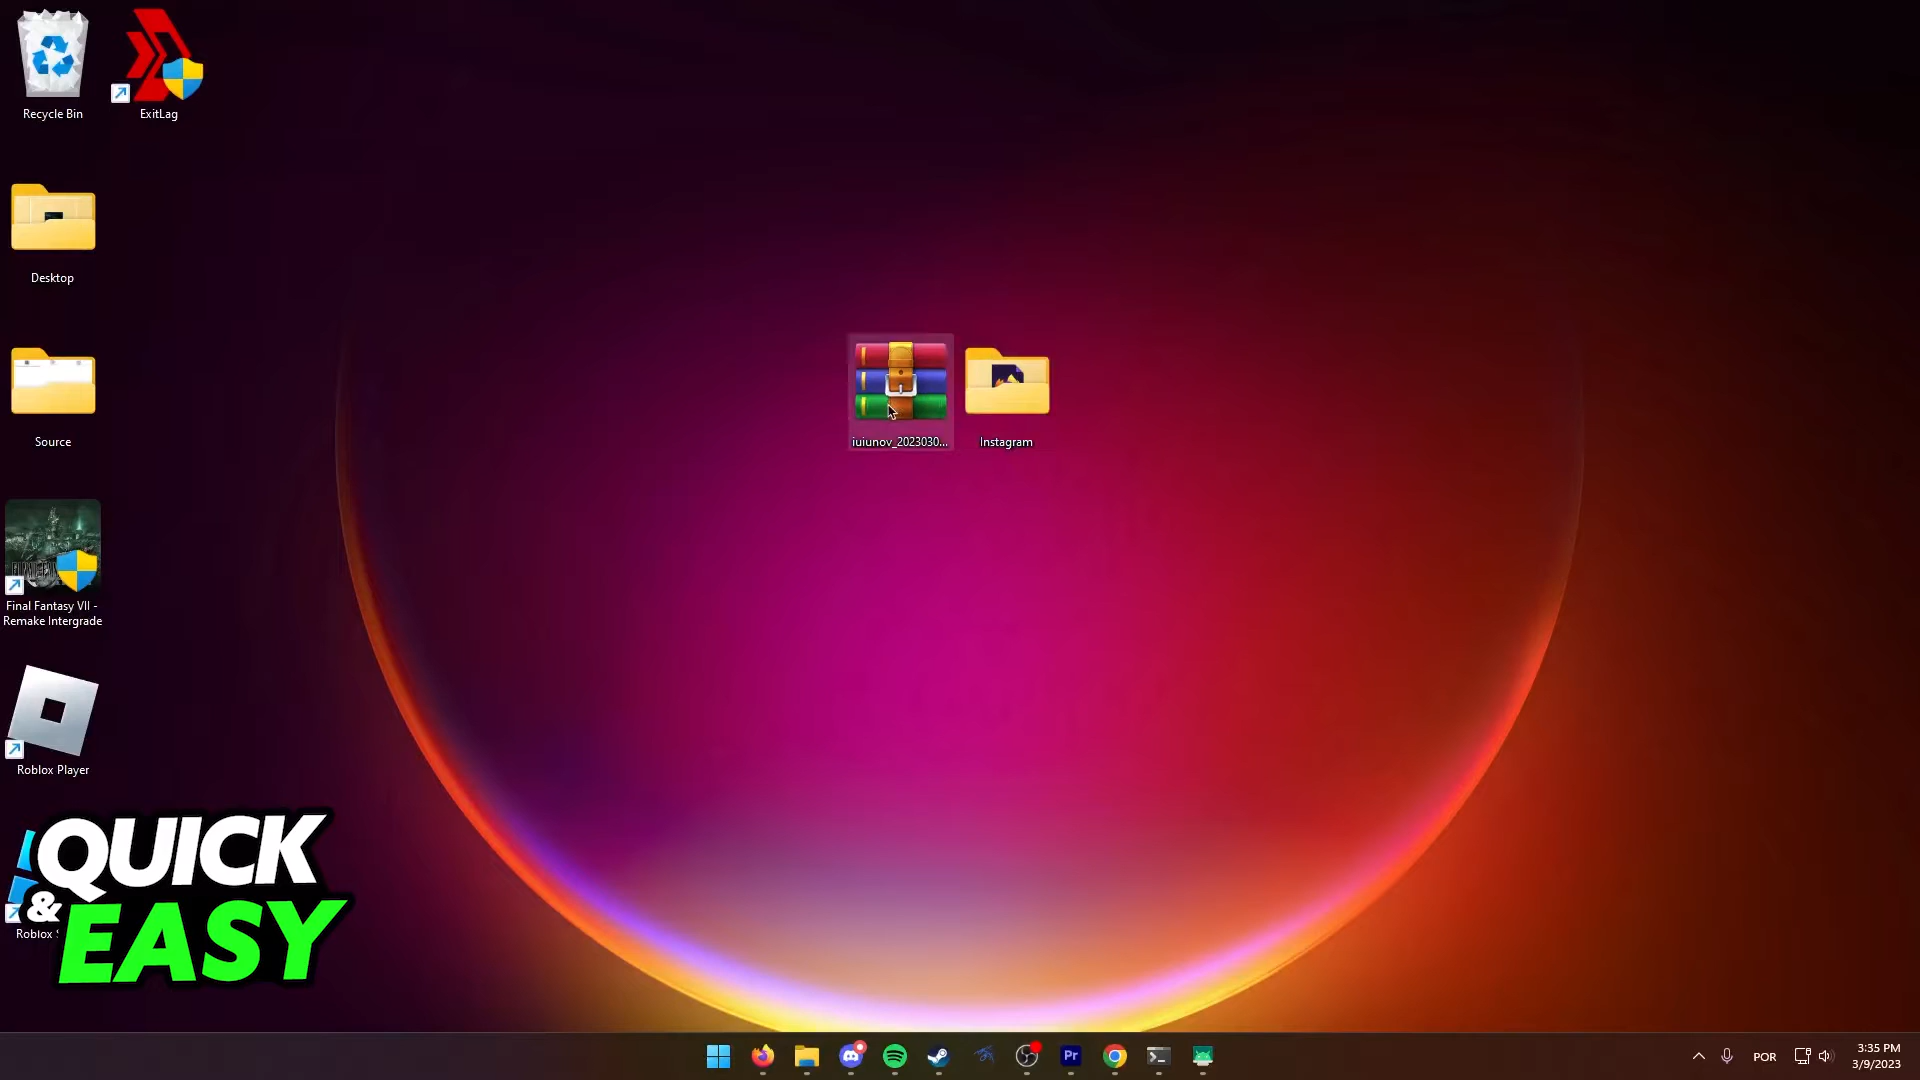 Recycle Bin
ExitLag
Desktop
Source
iuiunov_2023030...
Instagram
Final Fantasy VII -
Remake Intergrade
Roblox Player
QUICK
&
EASY
Roblox
Pr
POR
3:35 PM
3/9/2023